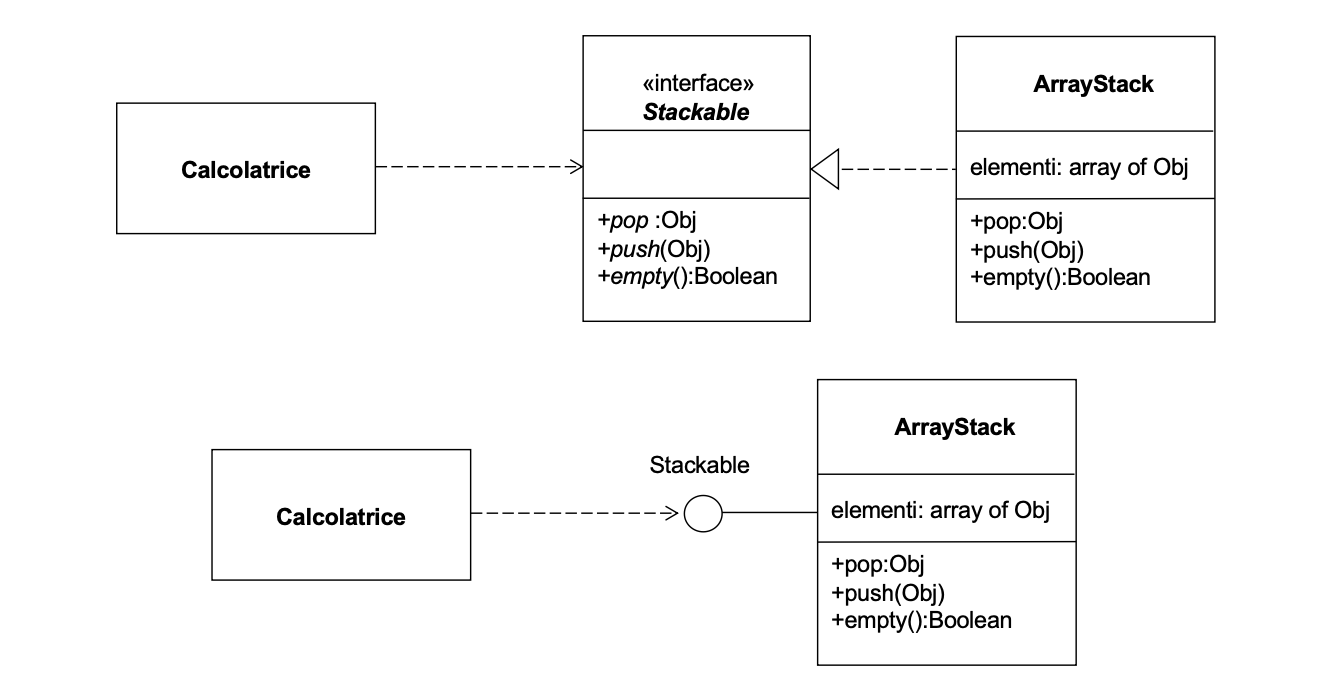 «interface»
Stackable
ArrayStack
Calcolatrice
elementi: array of Obj
+pop :Obj
+push(Obj)
+empty():Boolean
+pop:Obj
+push(Obj)
+empty():Boolean
ArrayStack
Stackable
Calcolatrice
elementi: array of Obj
+pop:Obj
+push(Obj)
+empty():Boolean